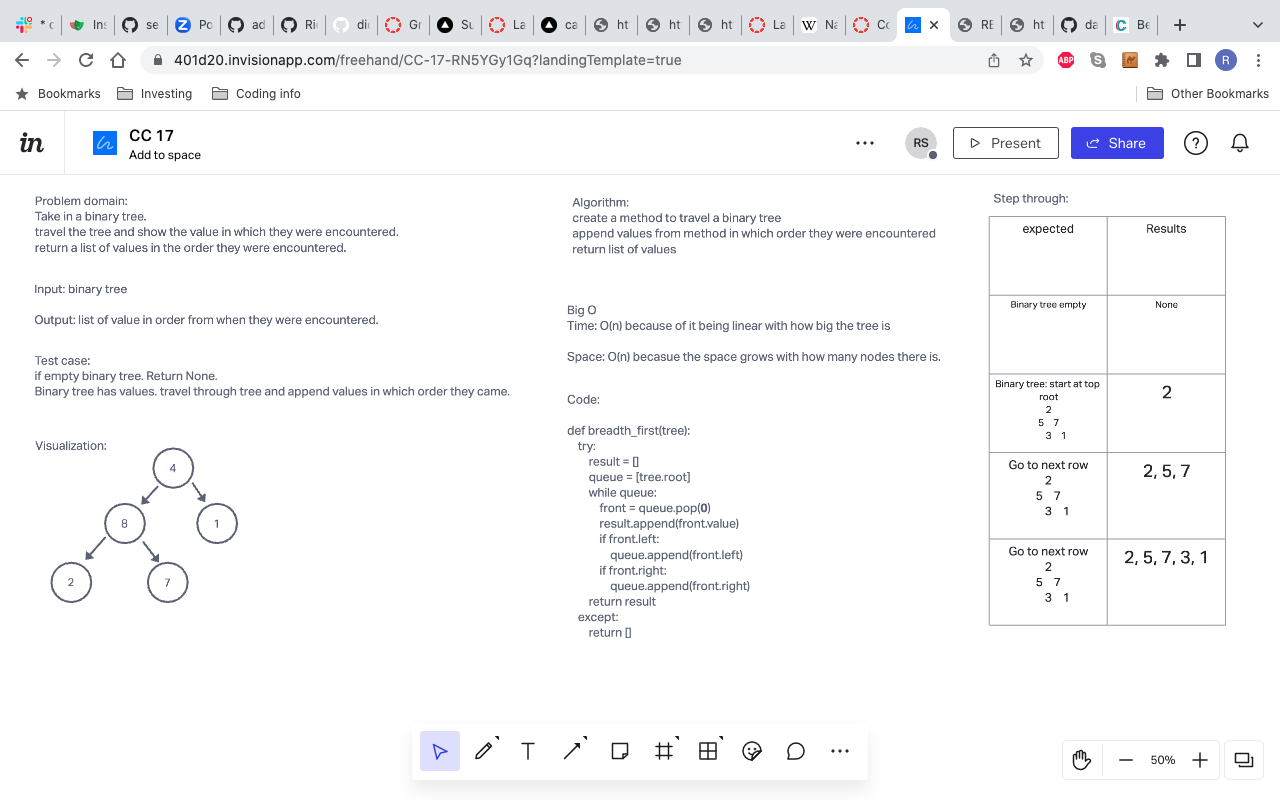 * c
Ins
se
Po
ad
Ri
dic
Gr
Su
La
ca
ht
ht
ht
La
Na
Co
RE
ht
da
Be
401d20.invisionapp.com/freehand/CC-17-RN5YGy1Gq?landingTemplate=true
ABP
S
R
Bookmarks
Investing
Coding info
Other Bookmarks
in
CC 17
Add to space
RS
Present
Share
Problem domain:
Take in a binary tree.
travel the tree and show the value in which they were encountered.
return a list of values in the order they were encountered.
Input: binary tree
Output: list of value in order from when they were encountered.
Test case:
if empty binary tree. Return None.
Binary tree has values. travel through tree and append values in which order they came.
Visualization:
4
8
1
2
7
Algorithm:
create a method to travel a binary tree
append values from method in which order they were encountered
return list of values
Big O
Time: O(n) because of it being linear with how big the tree is
Space: O(n) becasue the space grows with how many nodes there is.
Code:
def breadth_first(tree):
try:
result = []
queue = [tree.root]
while queue:
front = queue.pop(0)
result.append(front.value)
if front.left:
queue.append(front.left)
if front.right:
queue.append(front.right)
return result
except:
return []
Step through:
expected
Results
Binary tree empty
None
Binary tree: start at top
root
2
5 7
3 1
2
Go to next row
2
5 7
3 1
2, 5, 7
Go to next row
2
5 7
3 1
2, 5, 7, 3, 1
50%